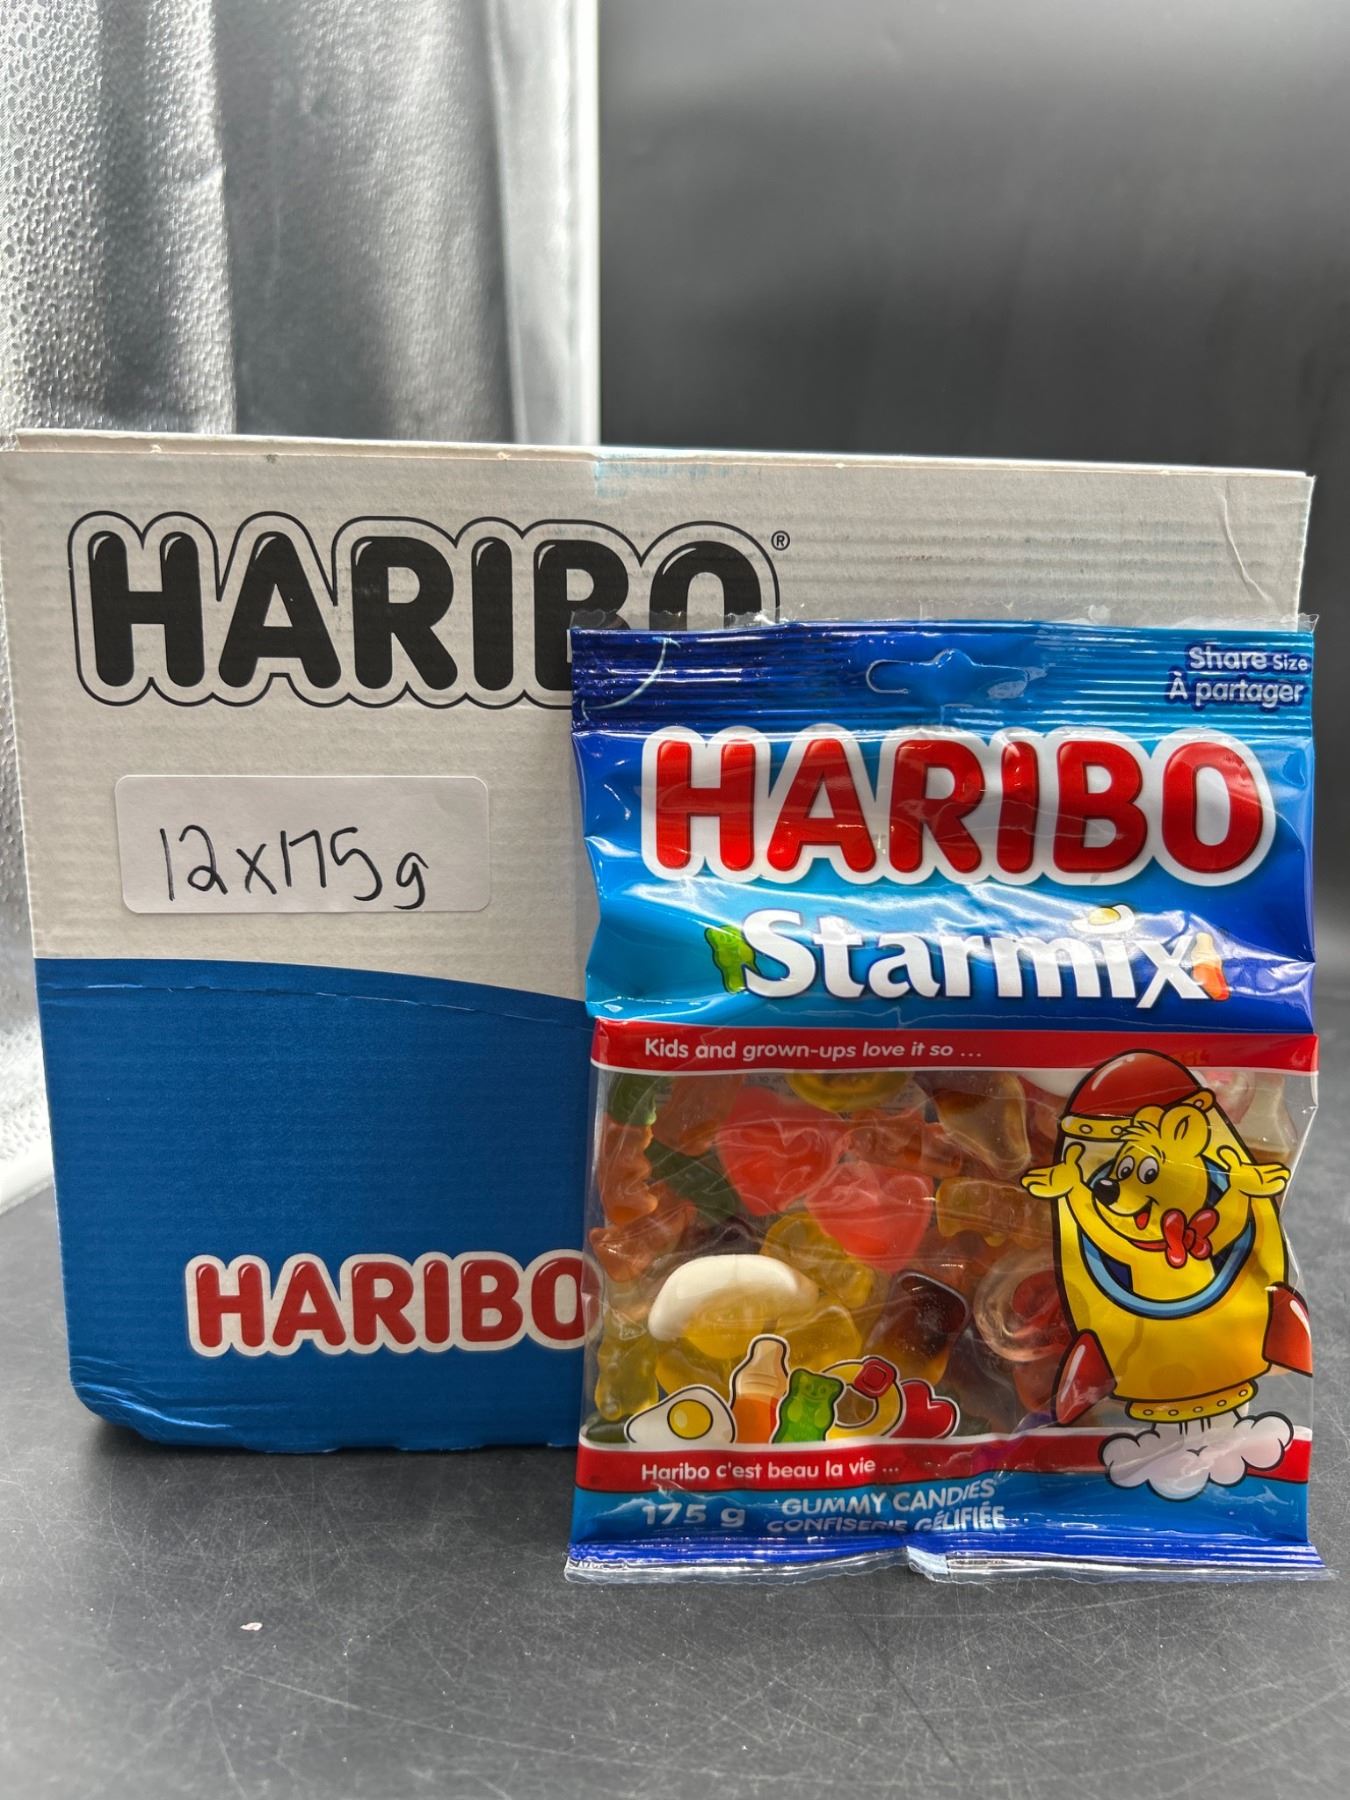 HARIBO®
12x175g
HARIBO
Share Size
À partager
HARIBO
Starmix
Kids and grown-ups love it so ...
Haribo c'est beau la vie ...
175 g
GUMMY CANDIES
CONFISERIE GÉLIFIÉE